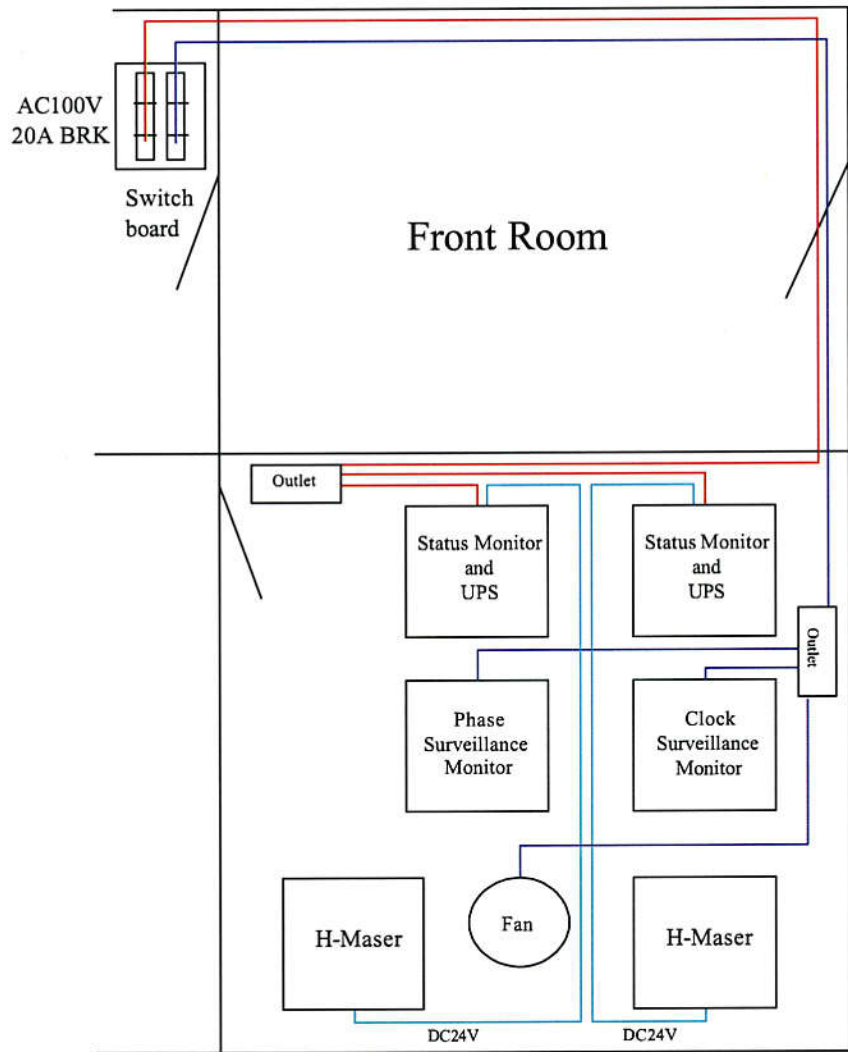 AC100V
20A BRK
Switch
board
Front Room
Outlet
Status Monitor
and
UPS
Status Monitor
and
UPS
Outlet
Phase
Surveillance
Monitor
Clock
Surveillance
Monitor
H-Maser
Fan
H-Maser
DC24V
DC24V